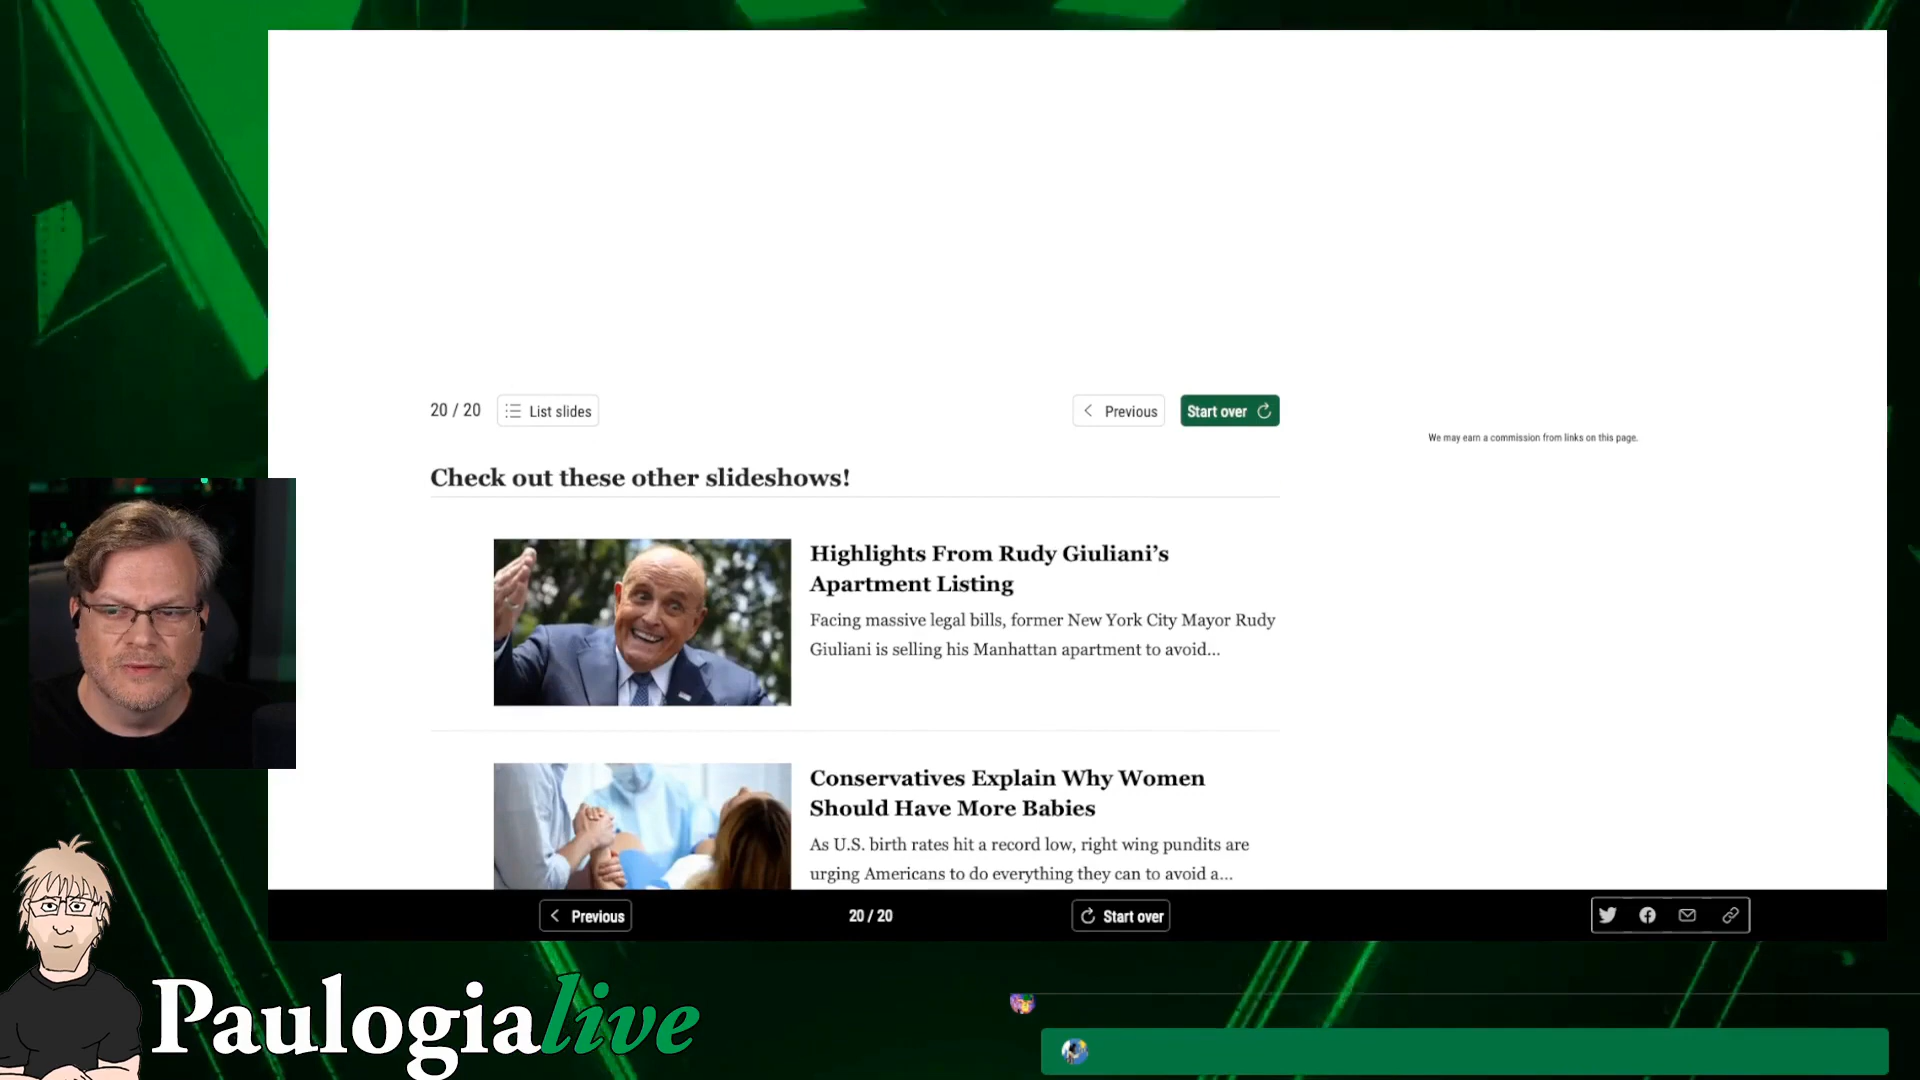 20 / 20
List slides
Previous
Start over
We may earn a commission from links on this page.
Check out these other slideshows!
Highlights From Rudy Giuliani’s
Apartment Listing
Facing massive legal bills, former New York City Mayor Rudy
Giuliani is selling his Manhattan apartment to avoid...
Conservatives Explain Why Women
Should Have More Babies
As U.S. birth rates hit a record low, right wing pundits are
urging Americans to do everything they can to avoid a...
Previous
20 / 20
Start over
Paulogialive